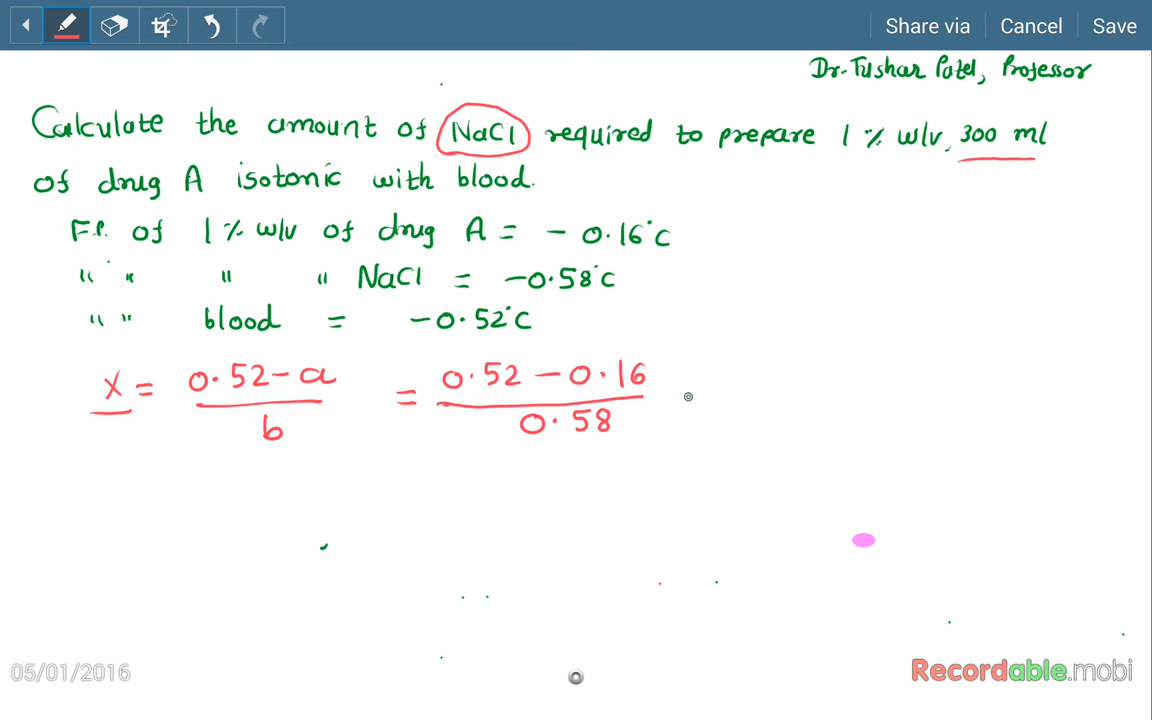 Share via Cancel Save
Dr. Tushar Patel, Professor
Calculate the amount of NaCl required to prepare 1 % w/v, 300 ml
of drug A isotonic with blood.
F.P. of 1 % w/v of drug A = - 0.16°C
" " " " NaCl = -0.58°C
" " blood = -0.52°C
x = 0.52 - a / b = 0.52 - 0.16 / 0.58
05/01/2016
Recordable.mobi